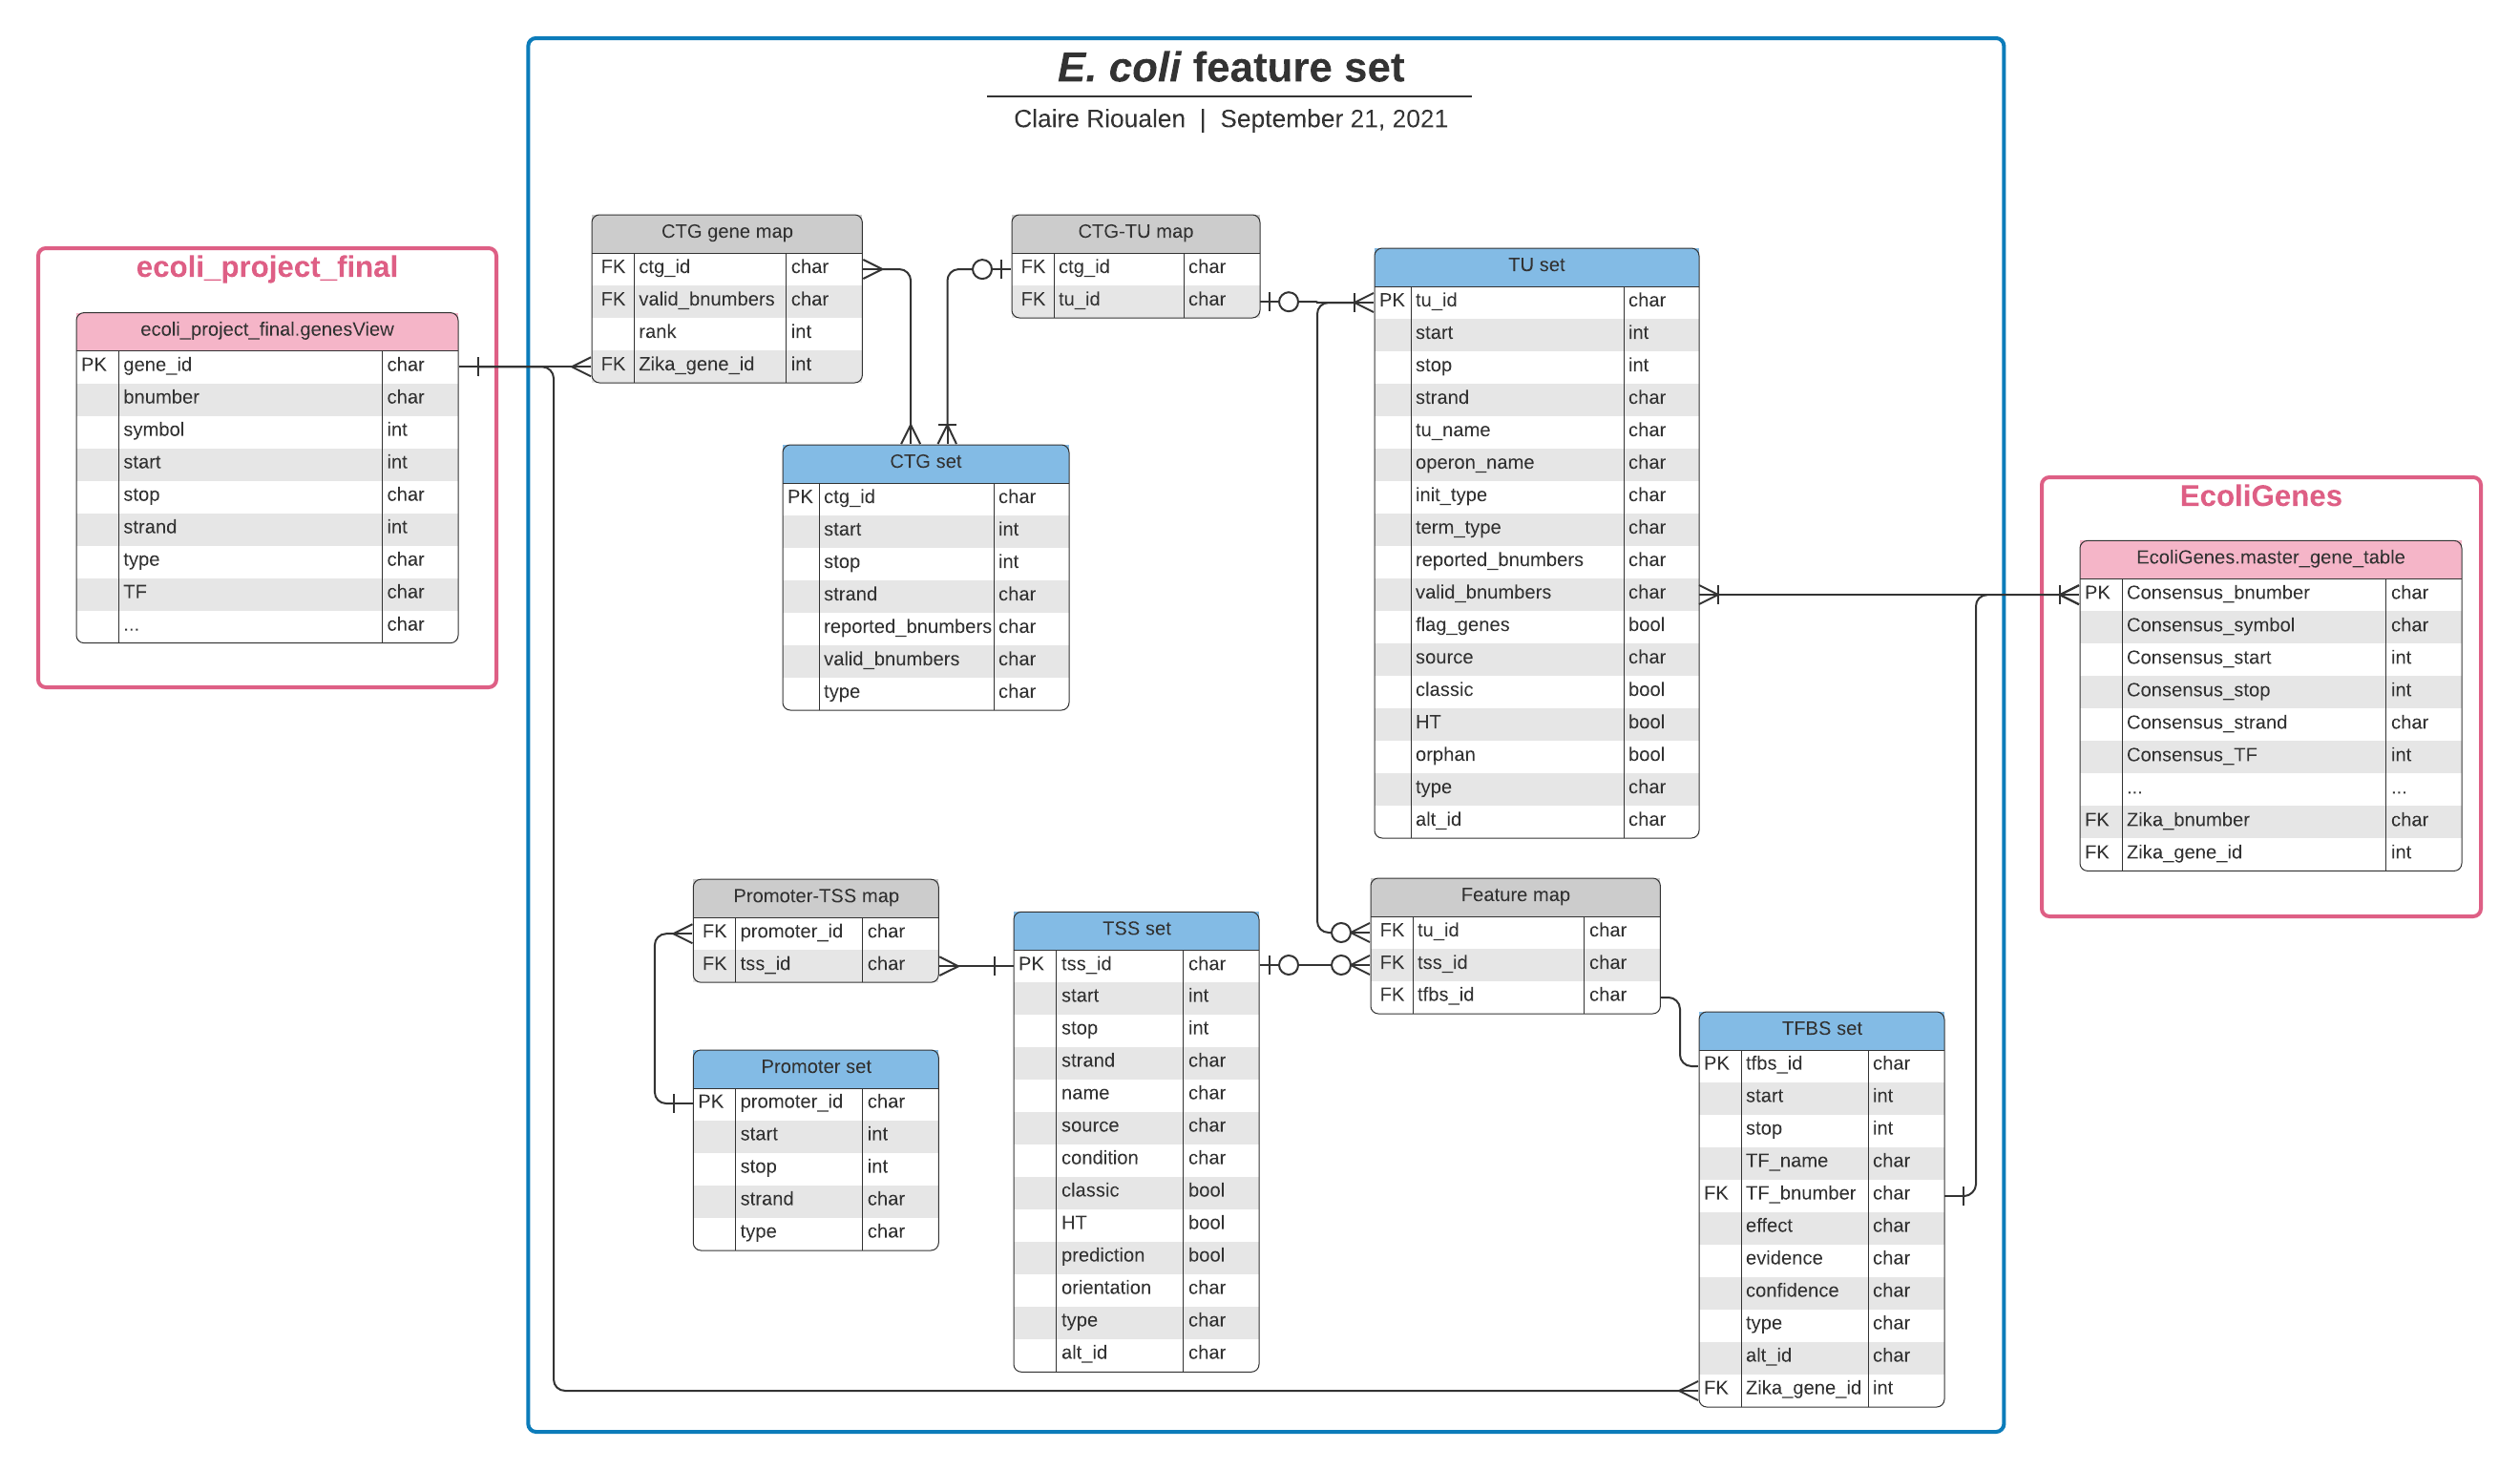 E. coli feature set
Claire Rioualen | September 21, 2021
ecoli_project_final
ecoli_project_final.genesView
PK gene_id char
bnumber char
symbol int
start int
stop char
strand int
type char
TF char
... char
CTG gene map
FK ctg_id char
FK valid_bnumbers char
rank int
FK Zika_gene_id int
CTG-TU map
FK ctg_id char
FK tu_id char
CTG set
PK ctg_id char
start int
stop int
strand char
reported_bnumbers char
valid_bnumbers char
type char
TU set
PK tu_id char
start int
stop int
strand char
tu_name char
operon_name char
init_type char
term_type char
reported_bnumbers char
valid_bnumbers char
flag_genes bool
source char
classic bool
HT bool
orphan bool
type char
alt_id char
EcoliGenes
EcoliGenes.master_gene_table
PK Consensus_bnumber char
Consensus_symbol char
Consensus_start int
Consensus_stop int
Consensus_strand char
Consensus_TF int
... ...
FK Zika_bnumber char
FK Zika_gene_id int
Promoter-TSS map
FK promoter_id char
FK tss_id char
Promoter set
PK promoter_id char
start int
stop int
strand char
type char
TSS set
PK tss_id char
start int
stop int
strand char
name char
source char
condition char
classic bool
HT bool
prediction bool
orientation char
type char
alt_id char
Feature map
FK tu_id char
FK tss_id char
FK tfbs_id char
TFBS set
PK tfbs_id char
start int
stop int
TF_name char
FK TF_bnumber char
effect char
evidence char
confidence char
type char
alt_id char
FK Zika_gene_id int